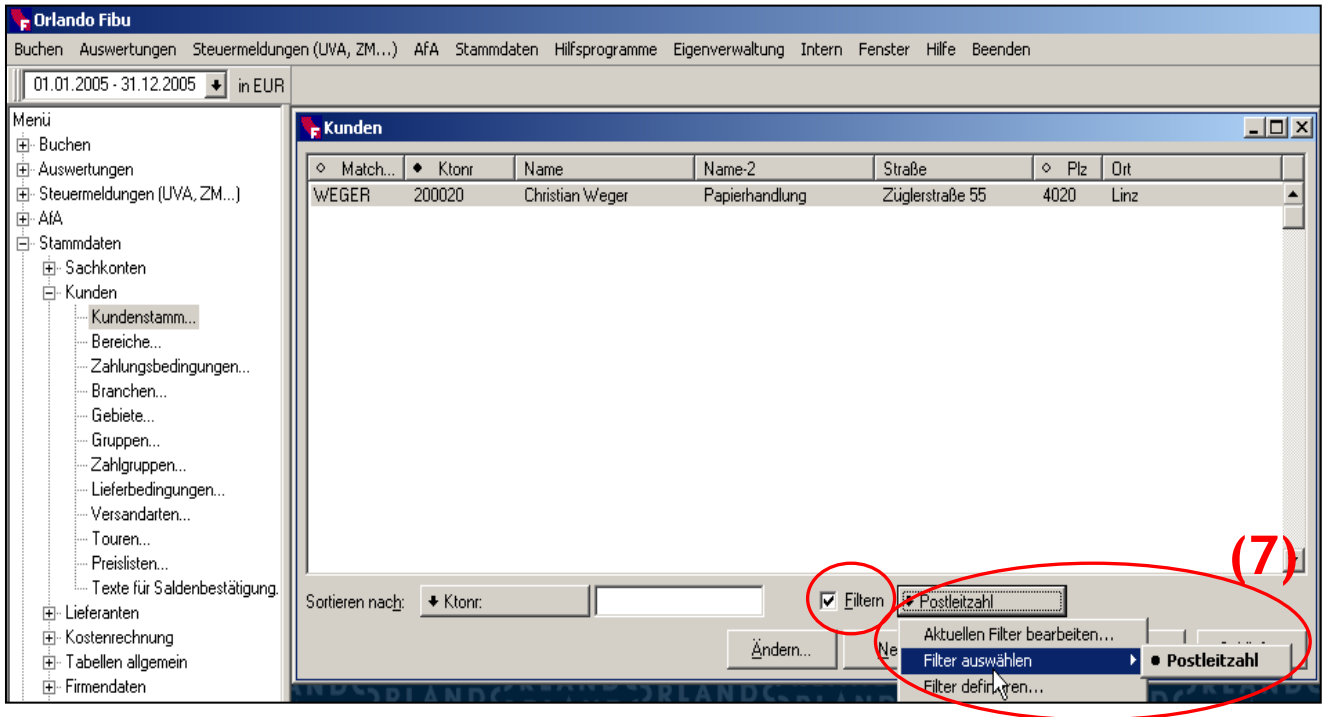 Orlando Fibu
Buchen Auswertungen Steuermeldungen (UVA, ZM...) AfA Stammdaten Hilfsprogramme Eigenverwaltung Intern Fenster Hilfe Beenden
01.01.2005 - 31.12.2005 in EUR
Menü
Buchen
Auswertungen
Steuermeldungen (UVA, ZM...)
AfA
Stammdaten
Sachkonten
Kunden
Kundenstamm...
Bereiche...
Zahlungsbedingungen...
Branchen...
Gebiete...
Gruppen...
Zahlgruppen...
Lieferbedingungen...
Versandarten...
Touren...
Preislisten...
Texte für Saldenbestätigung.
Lieferanten
Kostenrechnung
Tabellen allgemein
Firmendaten
Kunden
Match... Ktonr Name Name-2 Straße Plz Ort
WEGER 200020 Christian Weger Papierhandlung Züglerstraße 55 4020 Linz
(7)
Sortieren nach: Ktonr: Filtern Postleitzahl
Ändern... Ne
Aktuellen Filter bearbeiten...
Filter auswählen
Postleitzahl
Filter definieren...